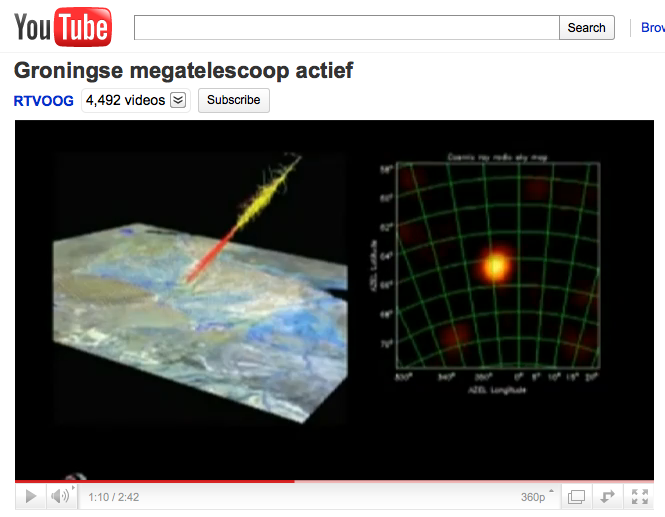 YouTube
Search
Brov
Groningse megatelescoop actief
RTVOOG 4,492 videos Subscribe
Cosmic ray radio sky map
AZEL Latitude
AZEL Longitude
1:10 / 2:42
360p